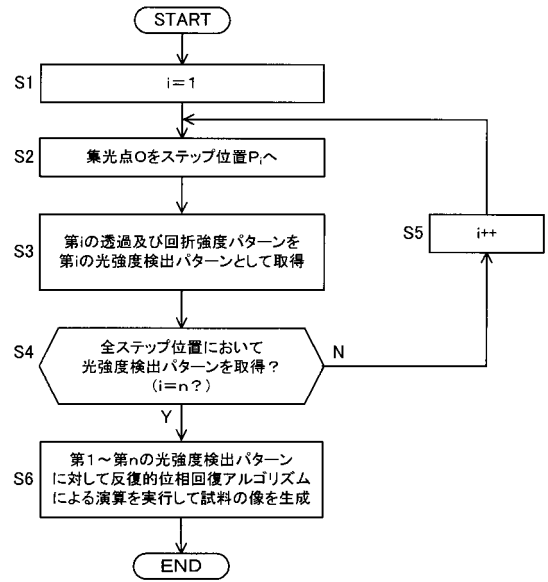 START
S1
i=1
S2
集光点Oをステップ位置Piへ
S3
第iの透過及び回折強度パターンを
第iの光強度検出パターンとして取得
S5
i++
S4
全ステップ位置において
光強度検出パターンを取得?
(i=n?)
N
Y
S6
第1~第nの光強度検出パターン
に対して反復的位相回復アルゴリズム
による演算を実行して試料の像を生成
END